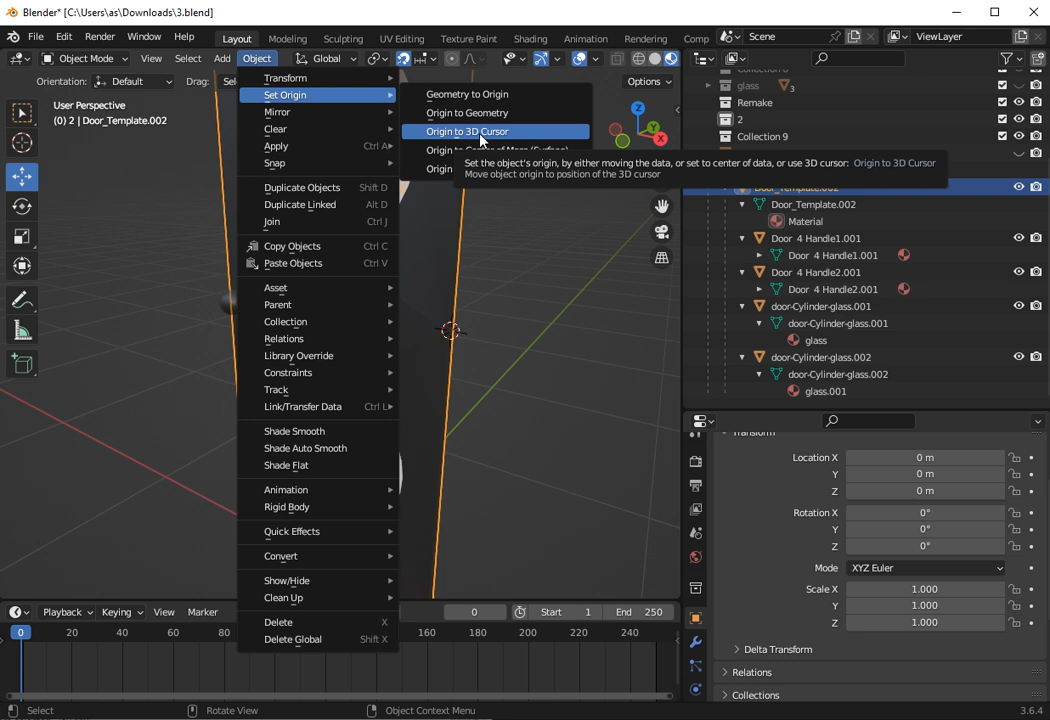 Blender* [C:\Users\as\Downloads\3.blend]
File Edit Render Window Help Layout Modeling Sculpting UV Editing Texture Paint Shading Animation Rendering Comp Scene ViewLayer
Object Mode View Select Add Object Global
Orientation: Default Drag: Sel Options
User Perspective
(0) 2 | Door_Template.002
Transform
Set Origin
Mirror
Clear
Apply Ctrl A
Snap
Duplicate Objects Shift D
Duplicate Linked Alt D
Join Ctrl J
Copy Objects Ctrl C
Paste Objects Ctrl V
Asset
Parent
Collection
Relations
Library Override
Constraints
Track
Link/Transfer Data Ctrl L
Shade Smooth
Shade Auto Smooth
Shade Flat
Animation
Rigid Body
Quick Effects
Convert
Show/Hide
Clean Up
Delete X
Delete Global Shift X
Geometry to Origin
Origin to Geometry
Origin to 3D Cursor
Origin to Center of Mass (Surface)
Origin
Set the object's origin, by either moving the data, or set to center of data, or use 3D cursor: Origin to 3D Cursor
Move object origin to position of the 3D cursor
Z
Y
X
glass 3
Remake
2
Collection 9
Door_Template.002
Door_Template.002
Material
Door 4 Handle1.001
Door 4 Handle1.001
Door 4 Handle2.001
Door 4 Handle2.001
door-Cylinder-glass.001
door-Cylinder-glass.001
glass
door-Cylinder-glass.002
door-Cylinder-glass.002
glass.001
Transform
Location X 0 m
Y 0 m
Z 0 m
Rotation X 0°
Y 0°
Z 0°
Mode XYZ Euler
Scale X 1.000
Y 1.000
Z 1.000
Delta Transform
Relations
Collections
Playback Keying View Marker 0 Start 1 End 250
0 20 40 60 80 160 180 200 220 240
Select Rotate View Object Context Menu 3.6.4